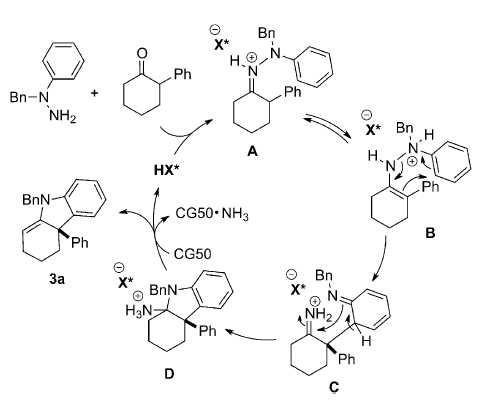 Bn
⊖
X*
O
H
⊕
N
N
Ph
Ph
Bn
N
NH₂
+
A
⊖
X*
Bn
H
H
N
N
⊕
Ph
B
HX*
BnN
Ph
3a
CG50•NH₃
CG50
⊖
X*
BnN
⊕
H₃N
Ph
D
Bn
N
⊖
X*
⊕
NH₂
H
Ph
C